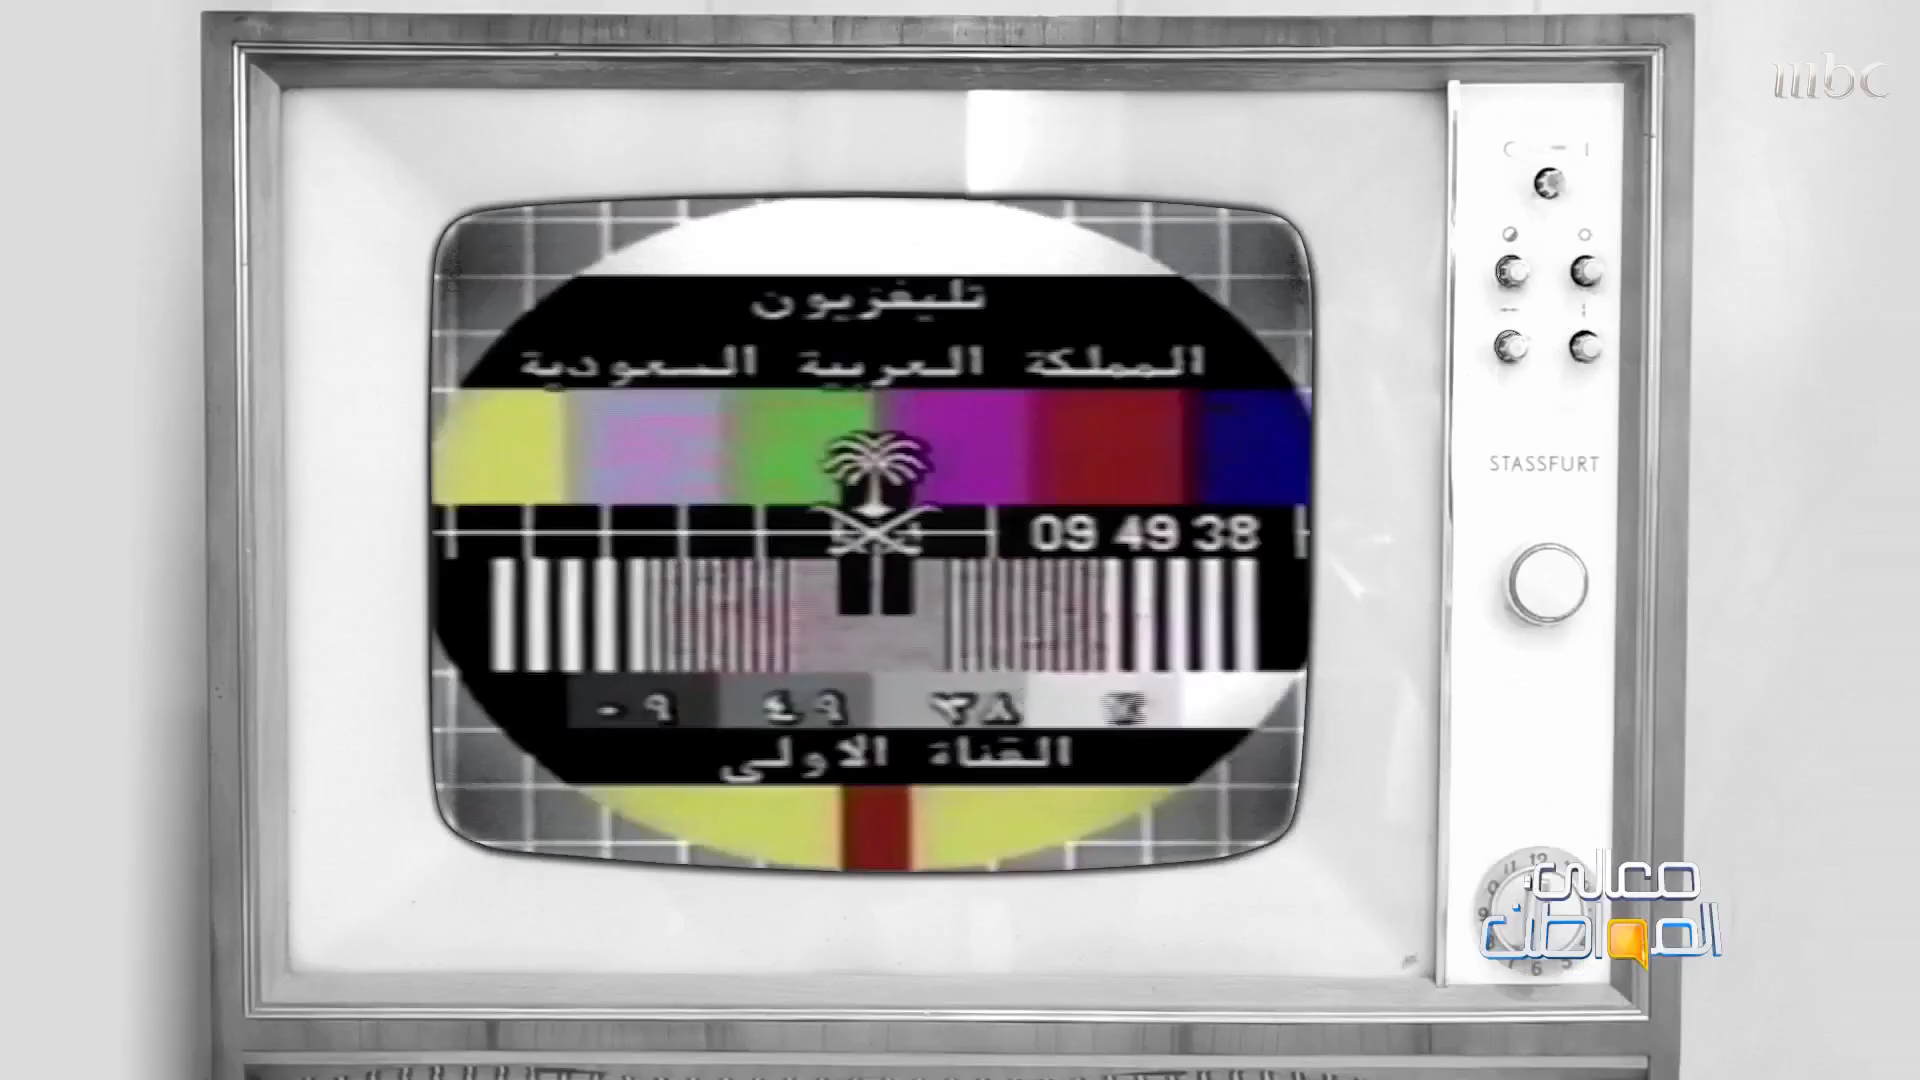 mbc
تليفزيون
المملكة العربية السعودية
09 49 38
٠٩ ٤٩ ٣٨
القناة الاولى
STASSFURT
معالي
المواطن